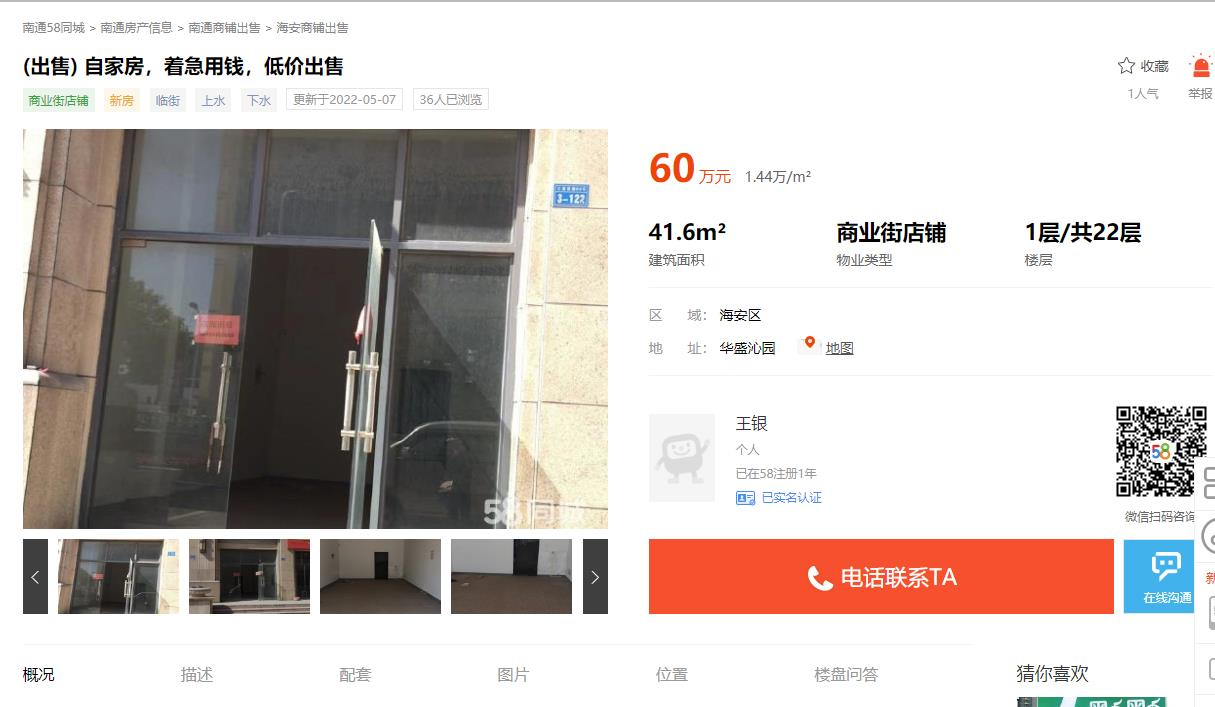 南通58同城 > 南通房产信息 > 南通商铺出售 > 海安商铺出售
(出售) 自家房，着急用钱，低价出售
收藏
1人气
举报
商业街店铺 新房 临街 上水 下水 更新于2022-05-07 36人已浏览
3-122
58同城
60 万元 1.44万/m²
41.6m² 商业街店铺 1层/共22层
建筑面积 物业类型 楼层
区 域： 海安区
地 址： 华盛沁园 地图
王银
个人
已在58注册1年
已实名认证
58
微信扫码咨询
电话联系TA
在线沟通
新
概况 描述 配套 图片 位置 楼盘问答
猜你喜欢